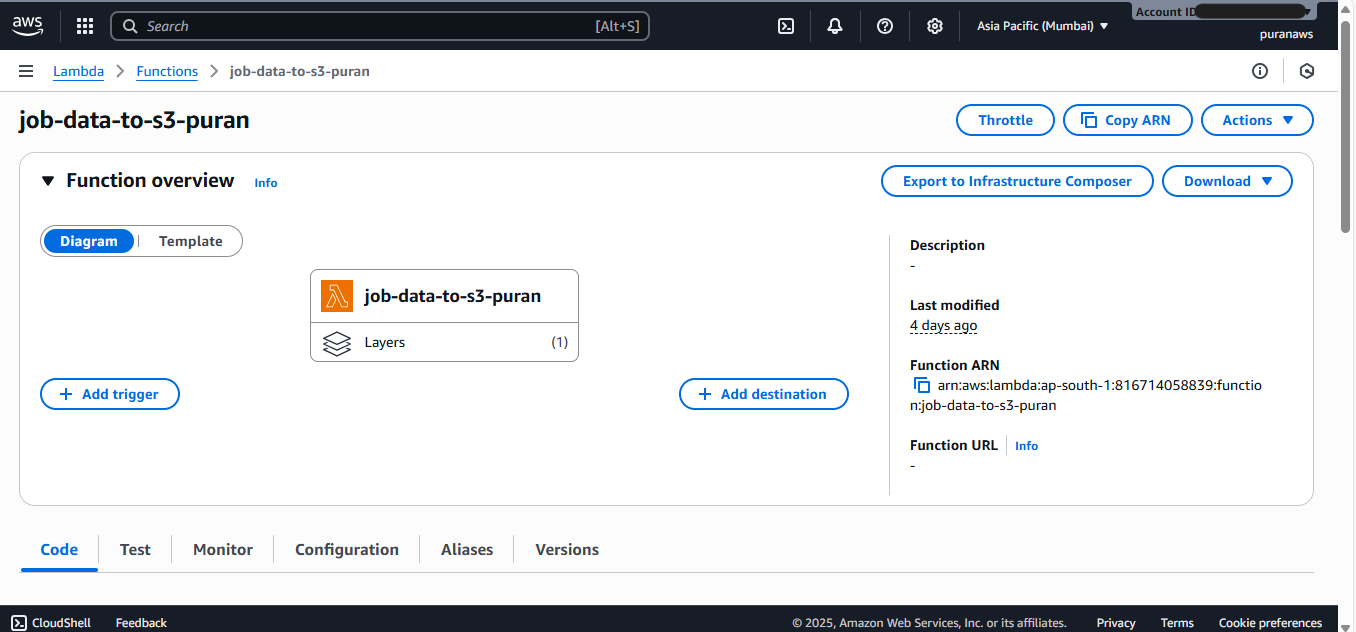 aws
Search
[Alt+S]
Asia Pacific (Mumbai)
Account ID
puranaws
Lambda
Functions
job-data-to-s3-puran
job-data-to-s3-puran
Throttle
Copy ARN
Actions
Function overview
Info
Export to Infrastructure Composer
Download
Diagram
Template
job-data-to-s3-puran
Layers
(1)
Add trigger
Add destination
Description
-
Last modified
4 days ago
Function ARN
arn:aws:lambda:ap-south-1:816714058839:functio
n:job-data-to-s3-puran
Function URL
Info
-
Code
Test
Monitor
Configuration
Aliases
Versions
CloudShell
Feedback
© 2025, Amazon Web Services, Inc. or its affiliates.
Privacy
Terms
Cookie preferences